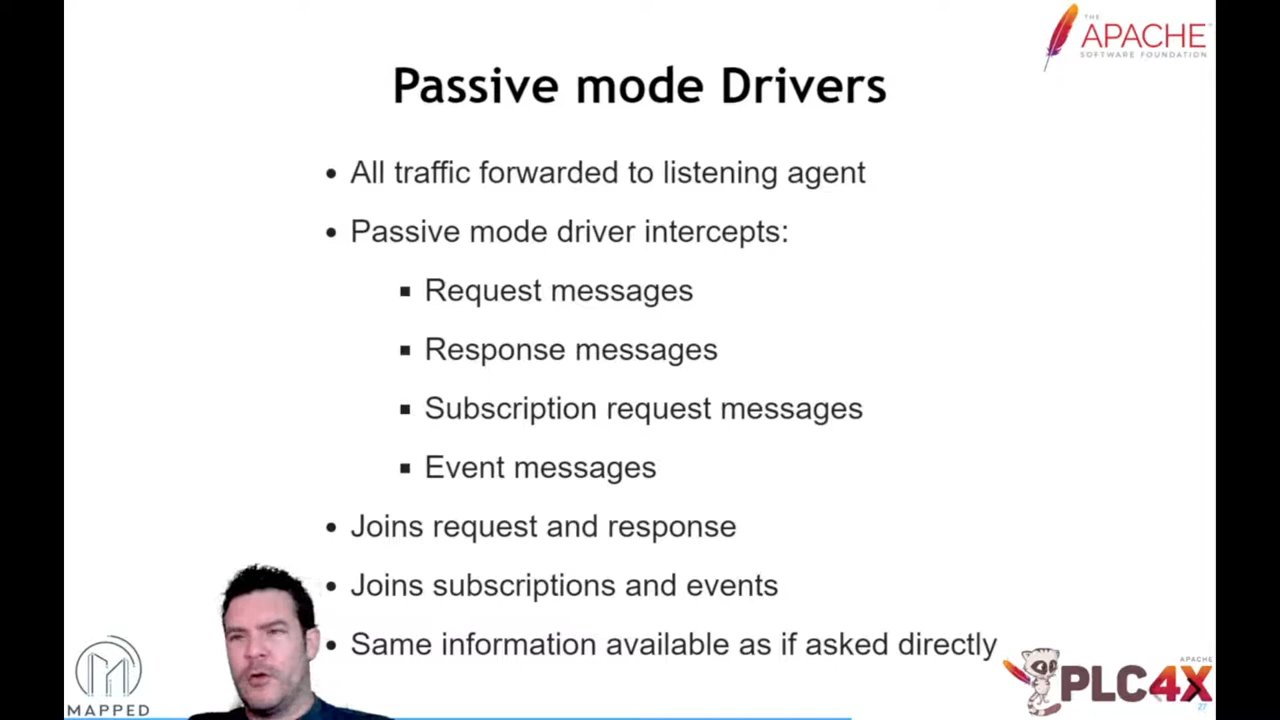 THE
APACHE
SOFTWARE FOUNDATION
Passive mode Drivers
• All traffic forwarded to listening agent
• Passive mode driver intercepts:
▪ Request messages
▪ Response messages
▪ Subscription request messages
▪ Event messages
• Joins request and response
• Joins subscriptions and events
• Same information available as if asked directly
MAPPED
APACHE
PLC4X
27